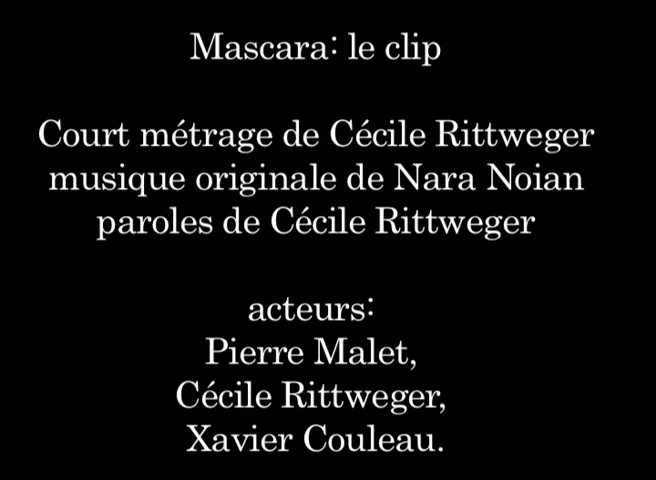 Mascara: le clip
Court métrage de Cécile Rittweger
musique originale de Nara Noian
paroles de Cécile Rittweger
acteurs:
Pierre Malet,
Cécile Rittweger,
Xavier Couleau.